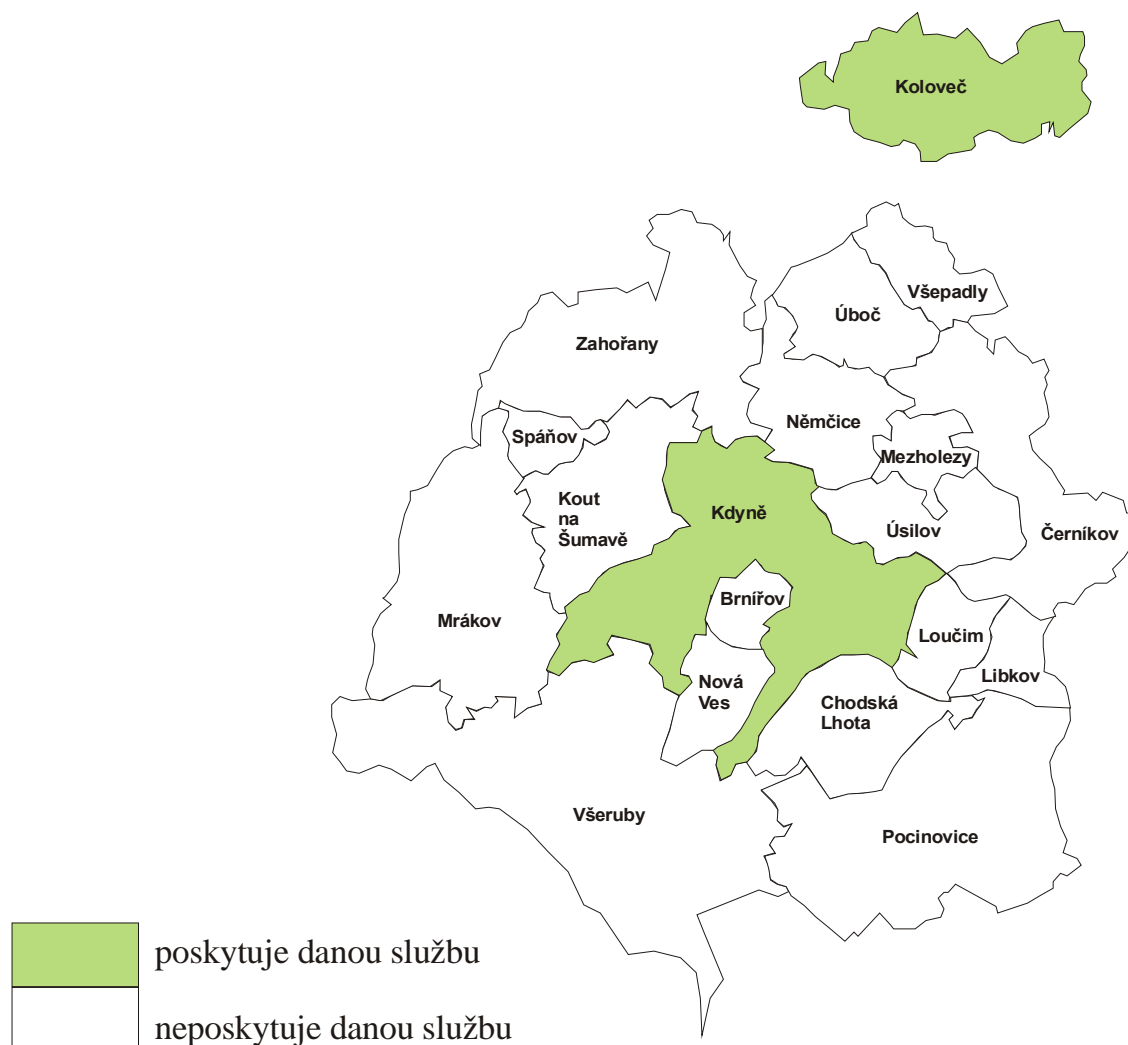 Koloveč
Všepadly
Úboč
Zahořany
Němčice
Spáňov
Mezholezy
Kout
na
Šumavě
Kdyně
Úsilov
Černíkov
Brnířov
Mrákov
Loučim
Libkov
Nová
Ves
Chodská
Lhota
Všeruby
Pocinovice
poskytuje danou službu
neposkytuje danou službu